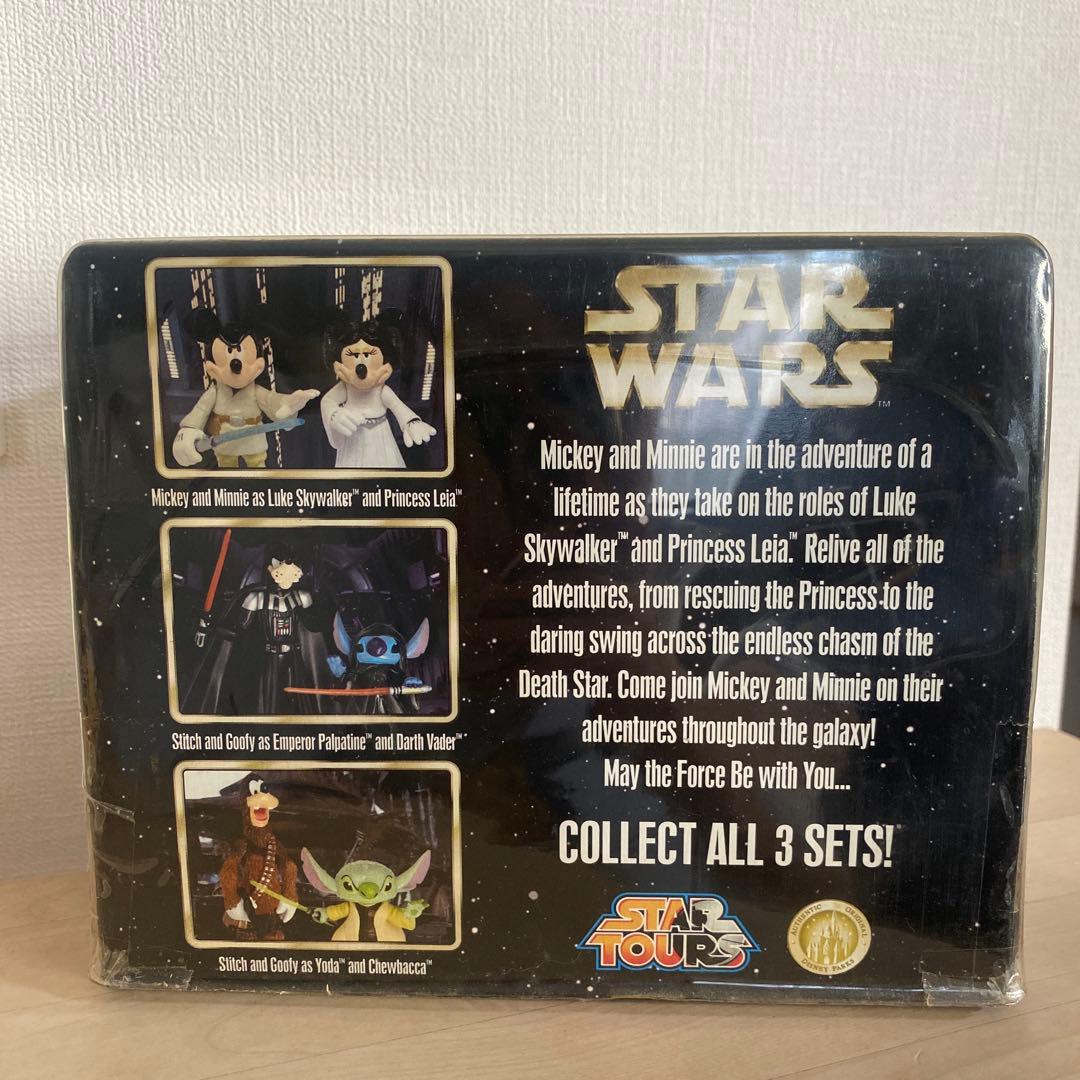 Mickey and Minnie as Luke Skywalker™ and Princess Leia™
Stitch and Goofy as Emperor Palpatine™ and Darth Vader™
Stitch and Goofy as Yoda™ and Chewbacca™
STAR
WARS™
Mickey and Minnie are in the adventure of a
lifetime as they take on the roles of Luke
Skywalker™ and Princess Leia.™ Relive all of the
adventures, from rescuing the Princess to the
daring swing across the endless chasm of the
Death Star. Come join Mickey and Minnie on their
adventures throughout the galaxy!
May the Force Be with You...
COLLECT ALL 3 SETS!
STAR
TOURS
AUTHENTIC ORIGINAL
DISNEY PARKS